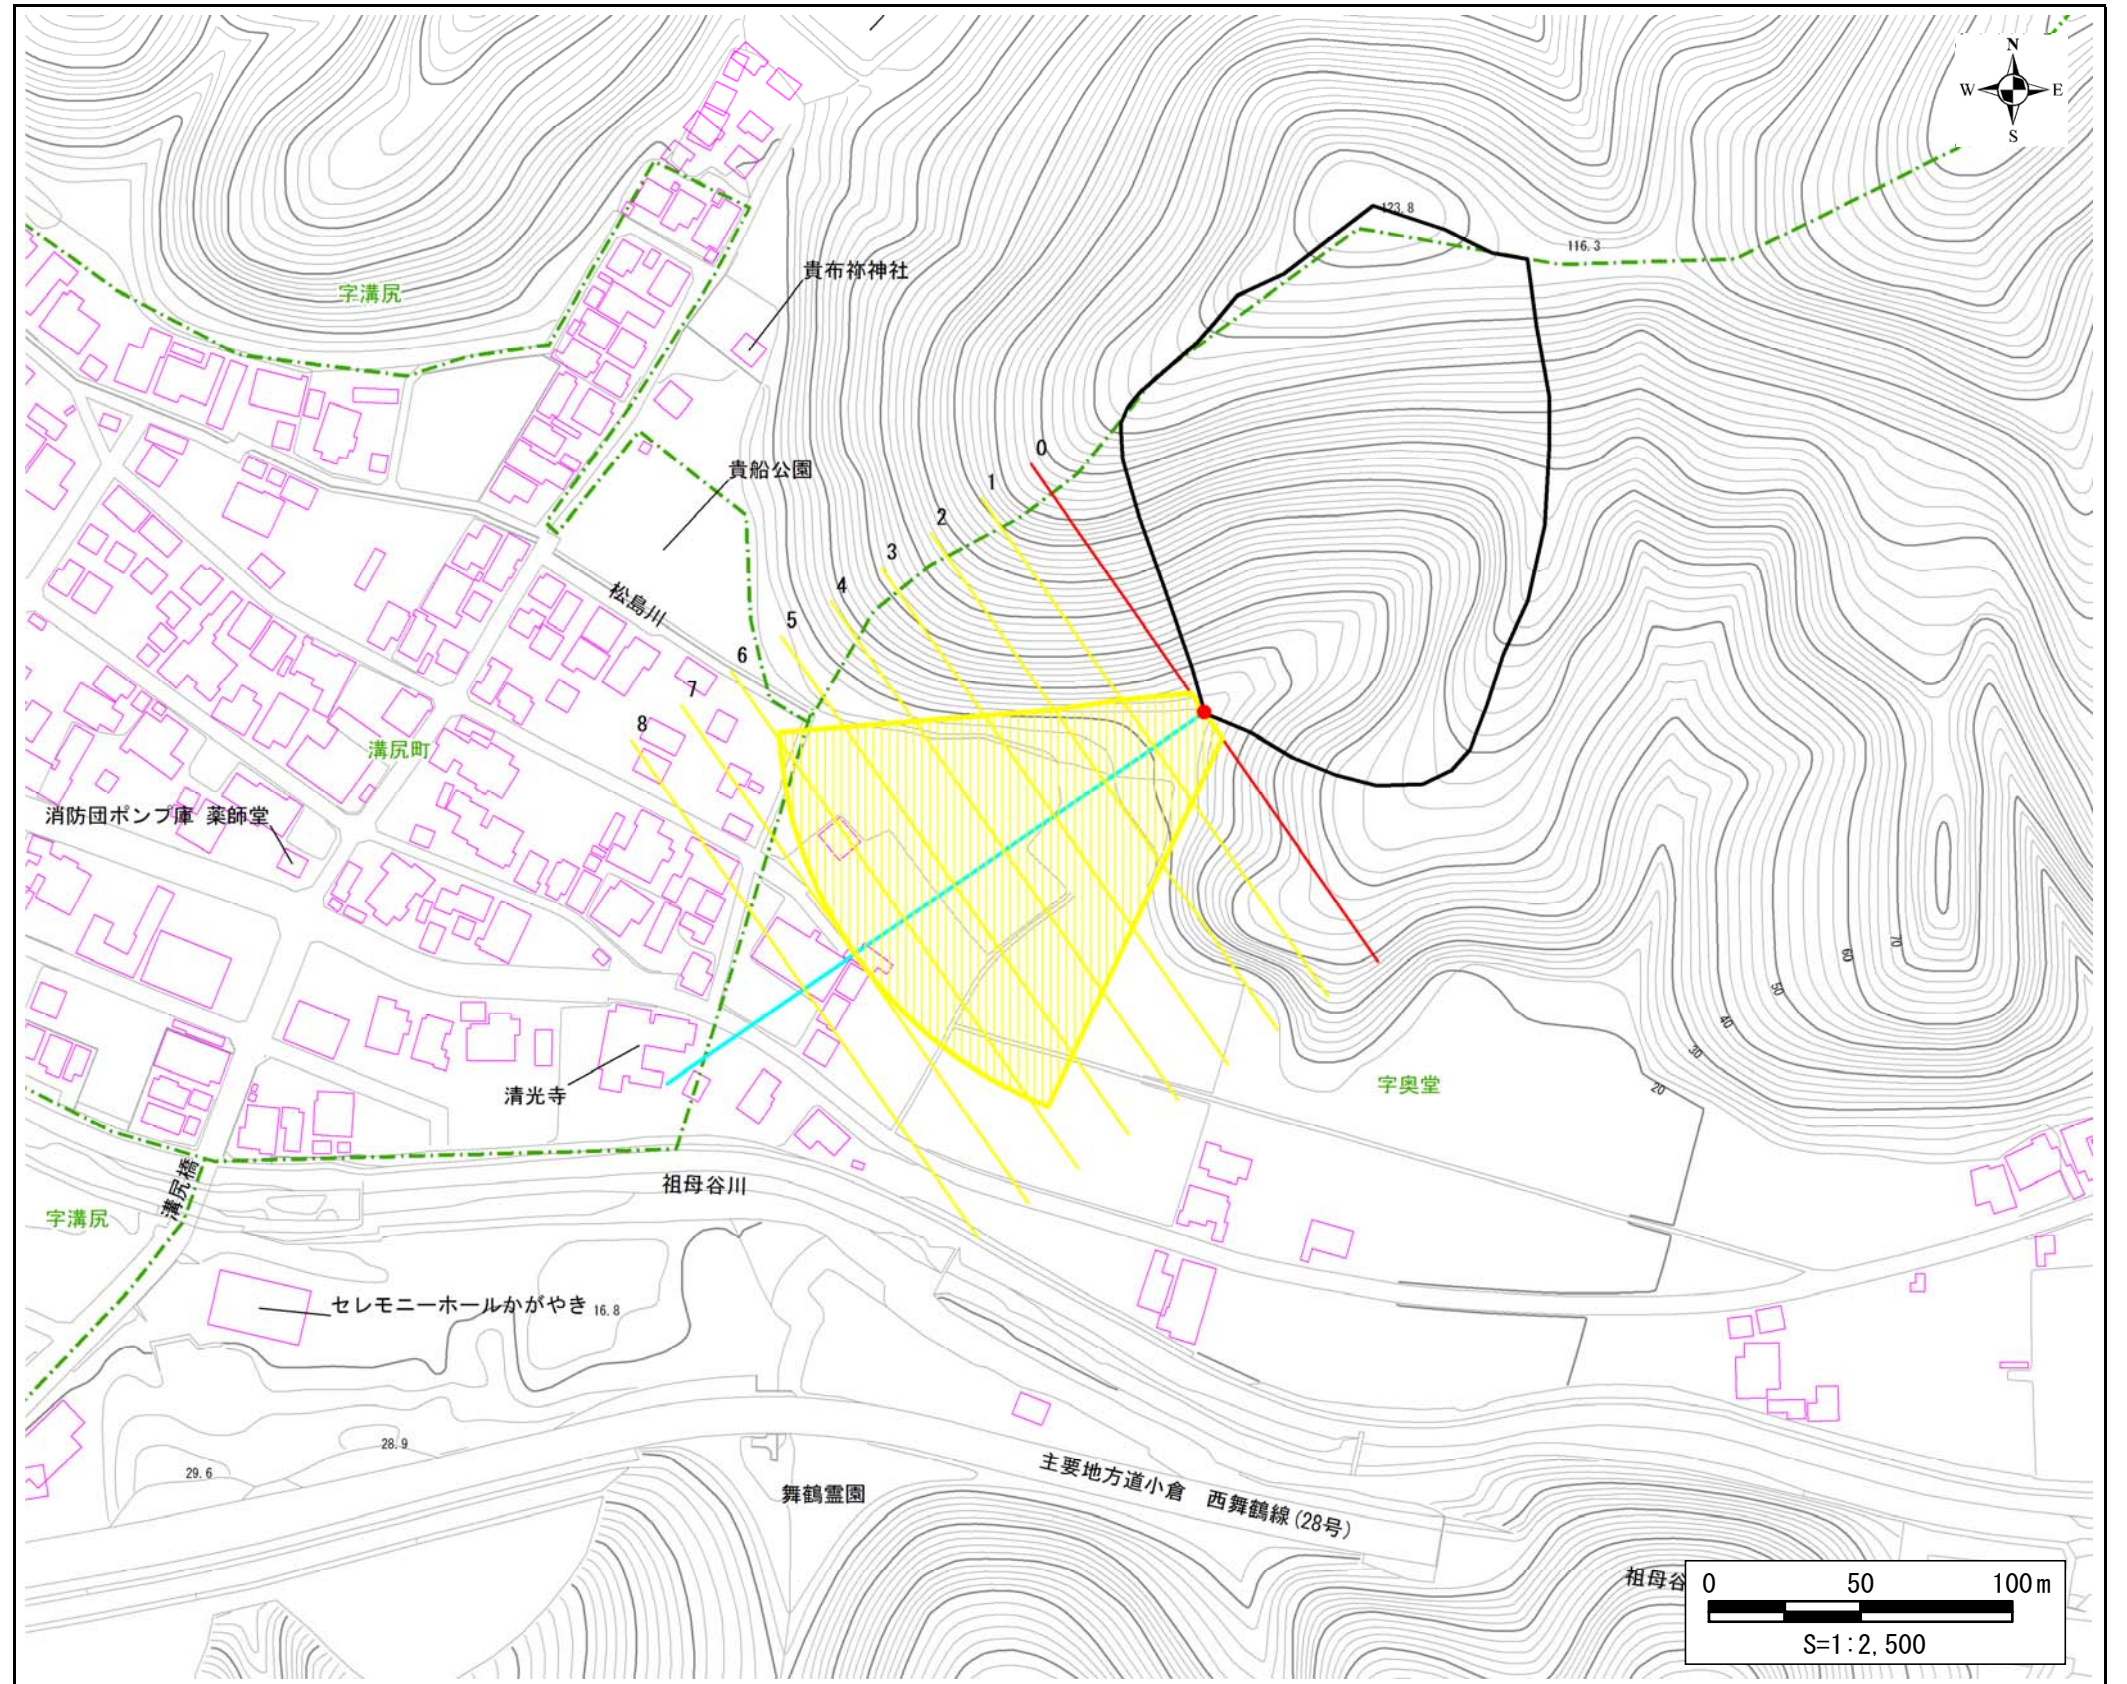 N
W E
S
123.8
116.3
貴布祢神社
字溝尻
0
貴船公園
1
2
3
4
松島川
5
6
7
8
溝尻町
消防団ポンプ庫 薬師堂
70
60
50
40
30
20
清光寺
字奥堂
溝尻橋
祖母谷川
字溝尻
セレモニーホールかがやき 16.8
28.9
29.6
舞鶴霊園
主要地方道小倉 西舞鶴線(28号)
祖母谷
0 50 100m
S=1:2,500